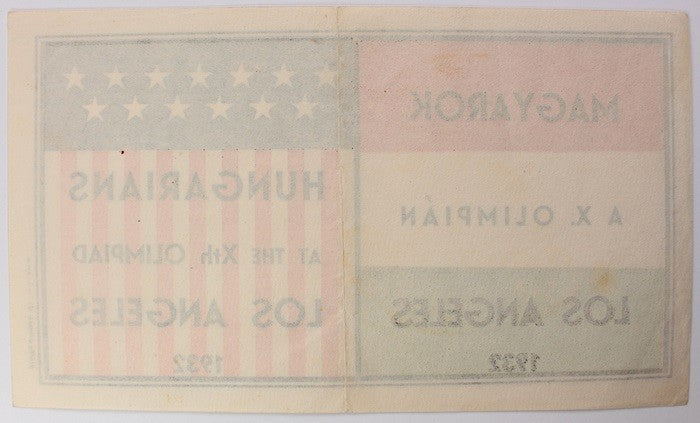 MAGYAROK
A X. OLIMPIÁN
LOS ANGELES
1932
HUNGARIANS
AT THE Xth OLIMPIAD
LOS ANGELES
1932